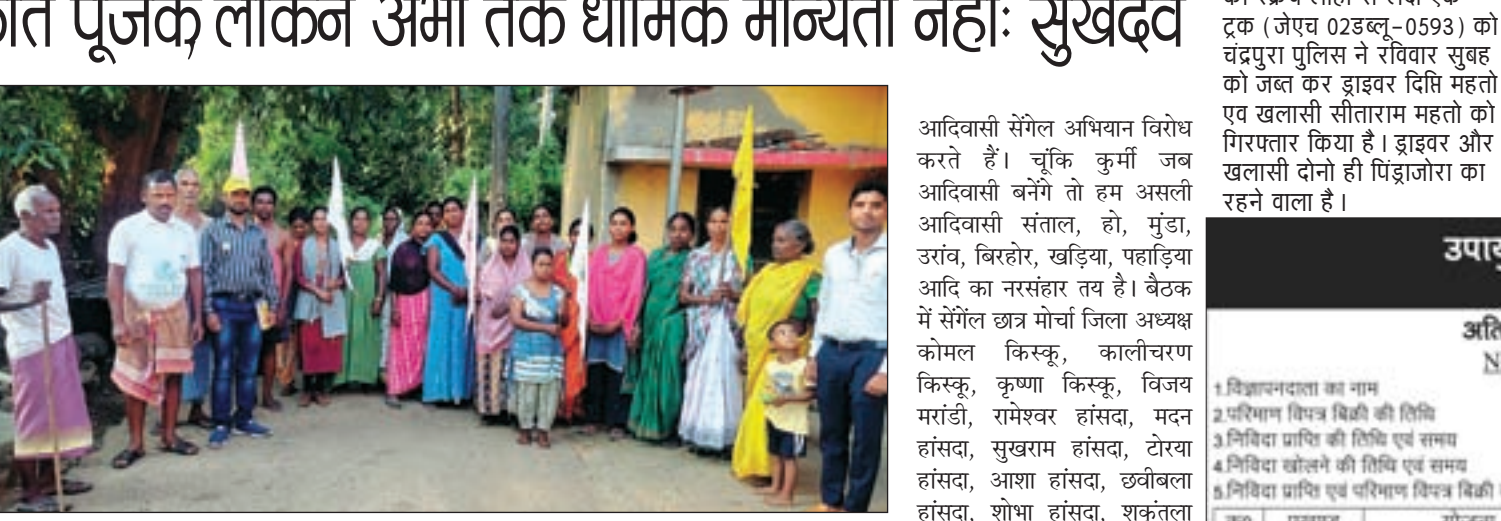 पूजक, लेकिन अभी तक धार्मिक मान्यता नहीं: सुखदेव
आदिवासी सेंगेल अभियान विरोध
करते हैं। चूंकि कुर्मी जब
आदिवासी बनेंगे तो हम असली
आदिवासी संताल, हो, मुंडा,
उरांव, बिरहोर, खड़िया, पहाड़िया
आदि का नरसंहार तय है। बैठक
में सेंगेंल छात्र मोर्चा जिला अध्यक्ष
कोमल किस्कू, कालीचरण
किस्कू, कृष्णा किस्कू, विजय
मरांडी, रामेश्वर हांसदा, मदन
हांसदा, सुखराम हांसदा, टोरया
हांसदा, आशा हांसदा, छवीबला
हांसदा, शोभा हांसदा, शकुंतला
ट्रक (जेएच 02डब्लू-0593) को
चंद्रपुरा पुलिस ने रविवार सुबह
को जब्त कर ड्राइवर दिप्ति महतो
एव खलासी सीताराम महतो को
गिरफ्तार किया है। ड्राइवर और
खलासी दोनो ही पिंड्राजोरा का
रहने वाला है।
1.विज्ञापनदाता का नाम
2.परिमाण विपत्र बिक्री की तिथि
3.निविदा प्राप्ति की तिथि एवं समय
4.निविदा खोलने की तिथि एवं समय
5.निविदा प्राप्ति एवं परिमाण विपत्र बिक्री